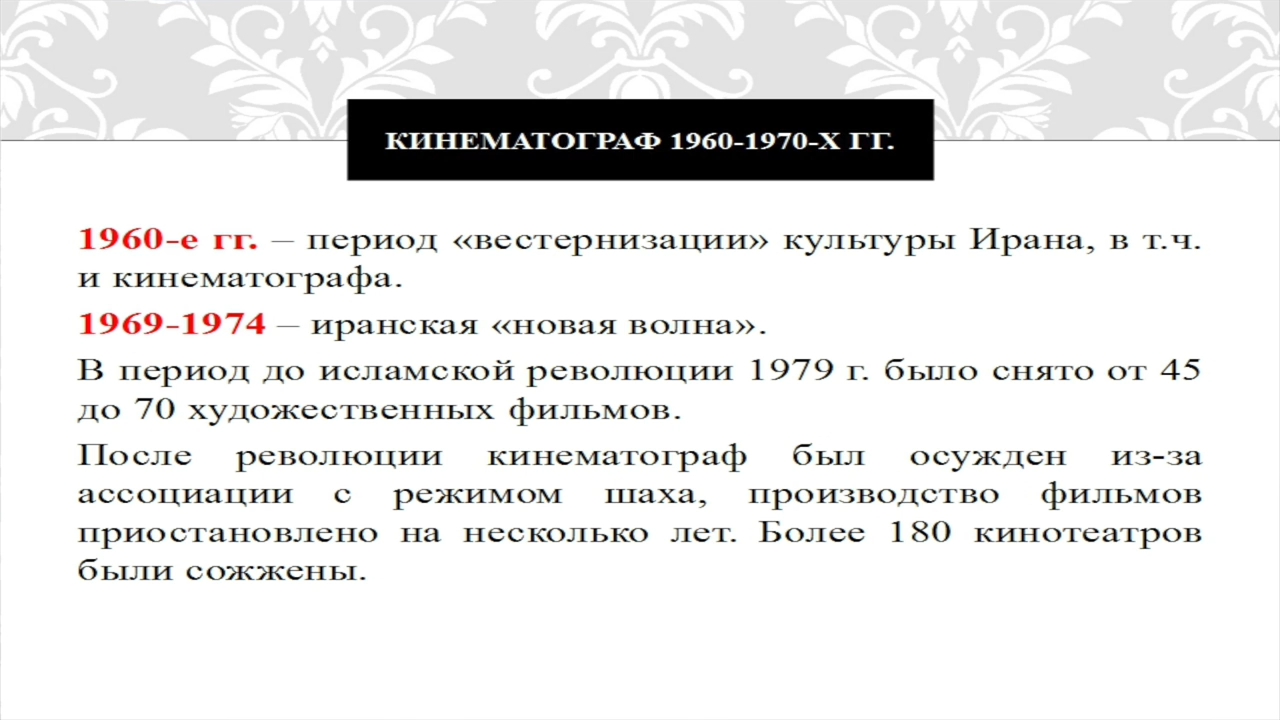 КИНЕМАТОГРАФ 1960-1970-Х ГГ.
1960-е гг. – период «вестернизации» культуры Ирана, в т.ч.
и кинематографа.
1969-1974 – иранская «новая волна».
В период до исламской революции 1979 г. было снято от 45
до 70 художественных фильмов.
После революции кинематограф был осужден из-за
ассоциации с режимом шаха, производство фильмов
приостановлено на несколько лет. Более 180 кинотеатров
были сожжены.